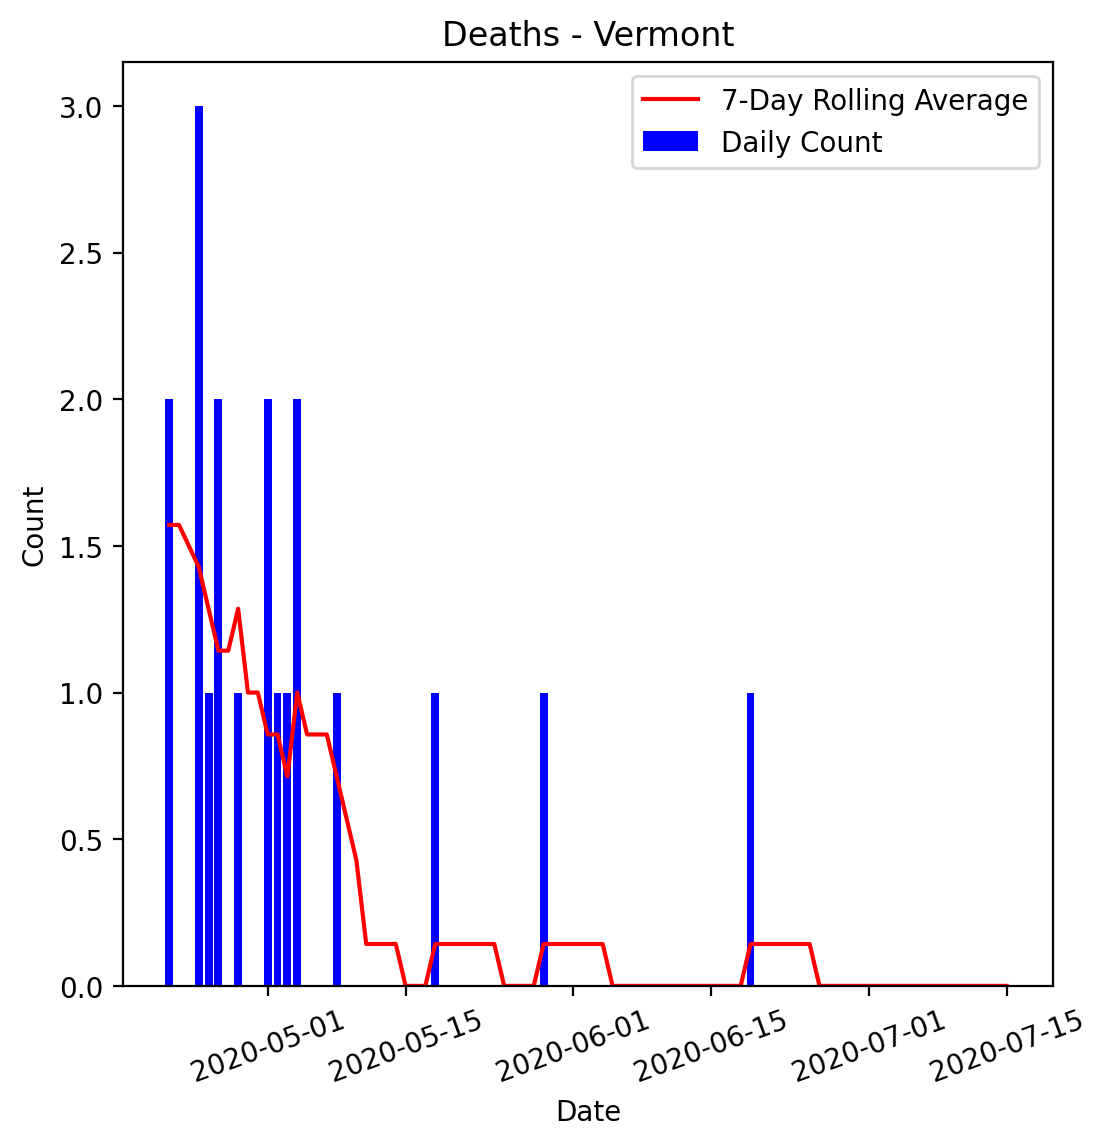 Deaths - Vermont
7-Day Rolling Average
Daily Count
3.0
2.5
2.0
1.5
1.0
0.5
0.0
Count
2020-05-01
2020-05-15
2020-06-01
2020-06-15
2020-07-01
2020-07-15
Date